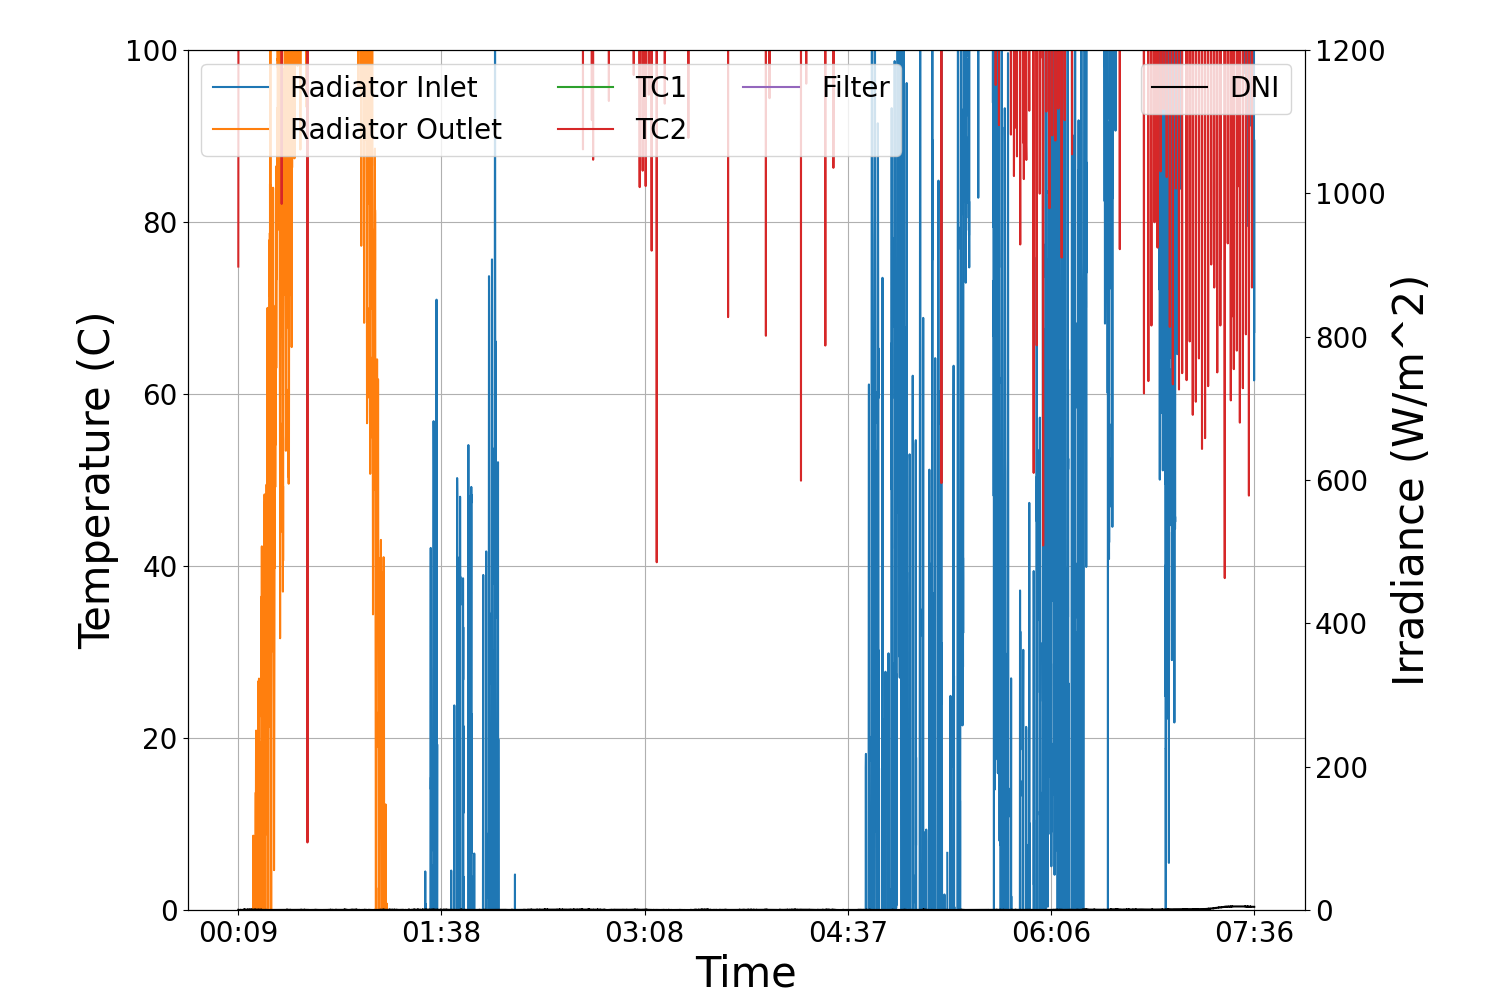 100
80
60
40
20
0
Temperature (C)
Radiator Inlet
Radiator Outlet
TC1
TC2
Filter
DNI
1200
1000
800
600
400
200
0
Irradiance (W/m^2)
00:09 01:38 03:08 04:37 06:06 07:36
Time